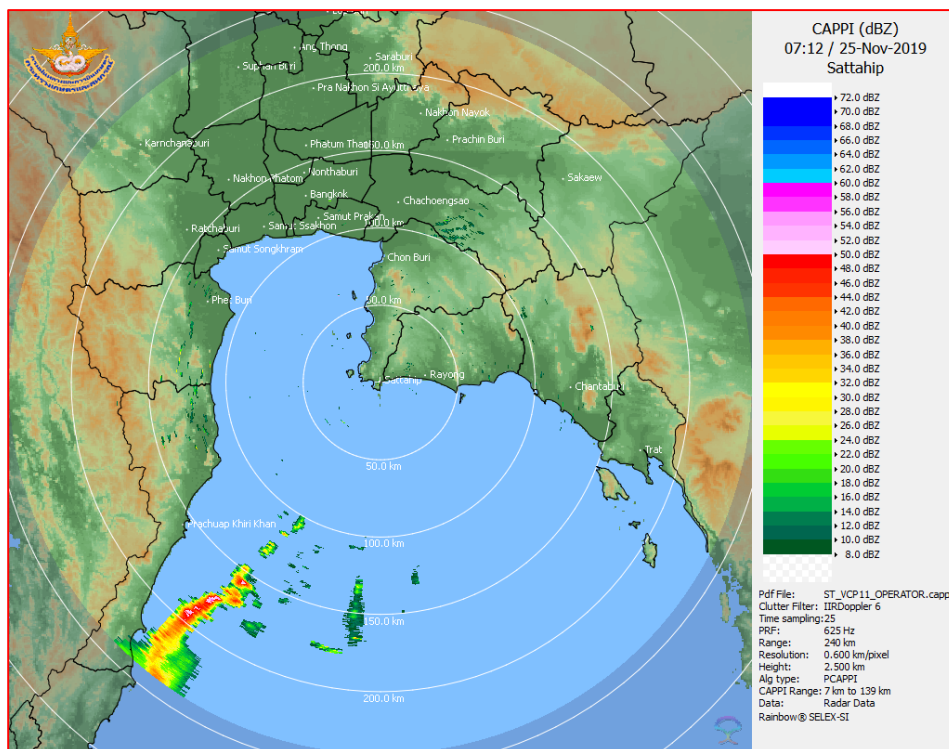 Ang Thong
Saraburi
Suphan Buri
200.0 km
Pra Nakhon Si Ayuttaya
Nakhon Nayok
Karnchanaburi
Phatum Thani
Prachin Buri
Nonthaburi
Nakhon Phatom
Sakaew
Bangkok
Chachoengsao
Samut Prakan
Ratchaburi
Samut Ssakhon
100.0 km
Samut Songkhram
Chon Buri
Phet Buri
50.0 km
Sattahip
Rayong
Chantaburi
Trat
50.0 km
Prachuap Khiri Khan
100.0 km
150.0 km
200.0 km
CAPPI (dBZ)
07:12 / 25-Nov-2019
Sattahip
72.0 dBZ
70.0 dBZ
68.0 dBZ
66.0 dBZ
64.0 dBZ
62.0 dBZ
60.0 dBZ
58.0 dBZ
56.0 dBZ
54.0 dBZ
52.0 dBZ
50.0 dBZ
48.0 dBZ
46.0 dBZ
44.0 dBZ
42.0 dBZ
40.0 dBZ
38.0 dBZ
36.0 dBZ
34.0 dBZ
32.0 dBZ
30.0 dBZ
28.0 dBZ
26.0 dBZ
24.0 dBZ
22.0 dBZ
20.0 dBZ
18.0 dBZ
16.0 dBZ
14.0 dBZ
12.0 dBZ
10.0 dBZ
8.0 dBZ
Pdf File: ST_VCP11_OPERATOR.capp
Clutter Filter: IIRDoppler 6
Time sampling:25
PRF: 625 Hz
Range: 240 km
Resolution: 0.600 km/pixel
Height: 2.500 km
Alg type: PCAPPI
CAPPI Range: 7 km to 139 km
Data: Radar Data
Rainbow® SELEX-SI